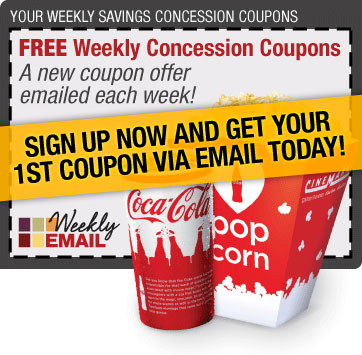 YOUR WEEKLY SAVINGS CONCESSION COUPONS
FREE Weekly Concession Coupons
A new coupon offer
emailed each week!
SIGN UP NOW AND GET YOUR
1ST COUPON VIA EMAIL TODAY!
Weekly
EMAIL
Coca-Cola
CINEMA
pop
corn